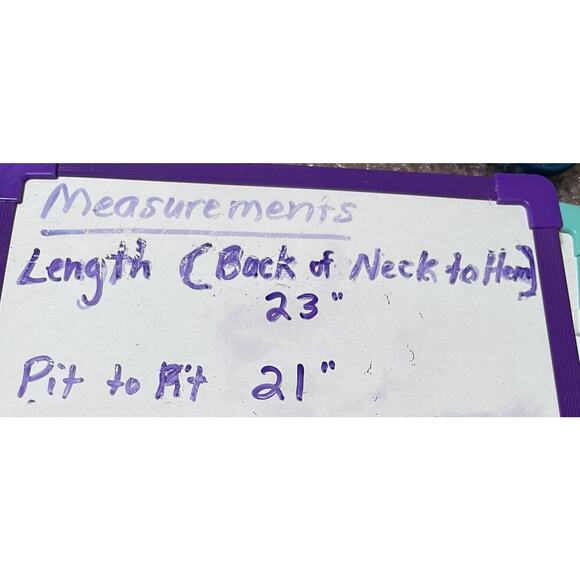 Measurements
Length (Back of Neck to Hem)
23"
Pit to Pit 21"